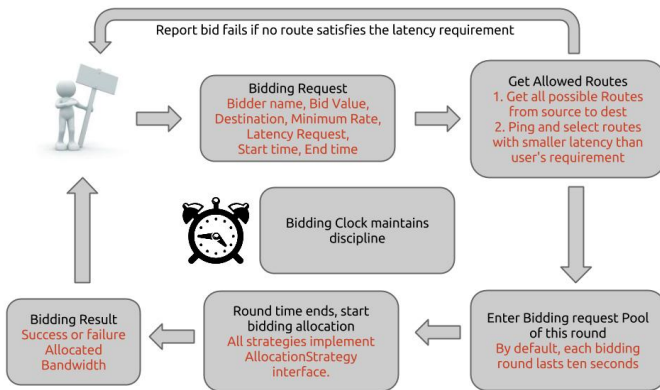 Report bid fails if no route satisfies the latency requirement
Bidding Request
Bidder name, Bid Value,
Destination, Minimum Rate,
Latency Request,
Start time, End time
Get Allowed Routes
1. Get all possible Routes
from source to dest
2. Ping and select routes
with smaller latency than
user's requirement
Bidding Clock maintains
discipline
Bidding Result
Success or failure
Allocated
Bandwidth
Round time ends, start
bidding allocation
All strategies implement
AllocationStrategy
interface.
Enter Bidding request Pool
of this round
By default, each bidding
round lasts ten seconds